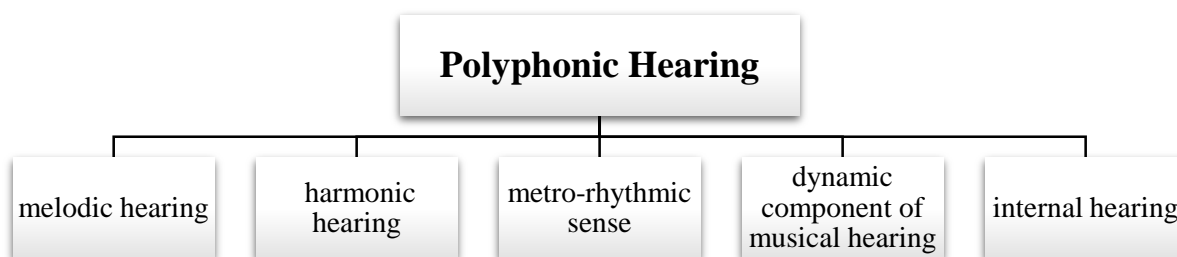 Polyphonic Hearing
melodic hearing
harmonic
hearing
metro-rhythmic
sense
dynamic
component of
musical hearing
internal hearing